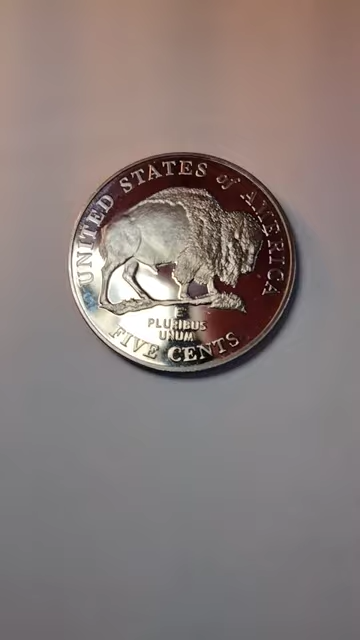 UNITED STATES of AMERICA
E
PLURIBUS
UNUM
FIVE CENTS